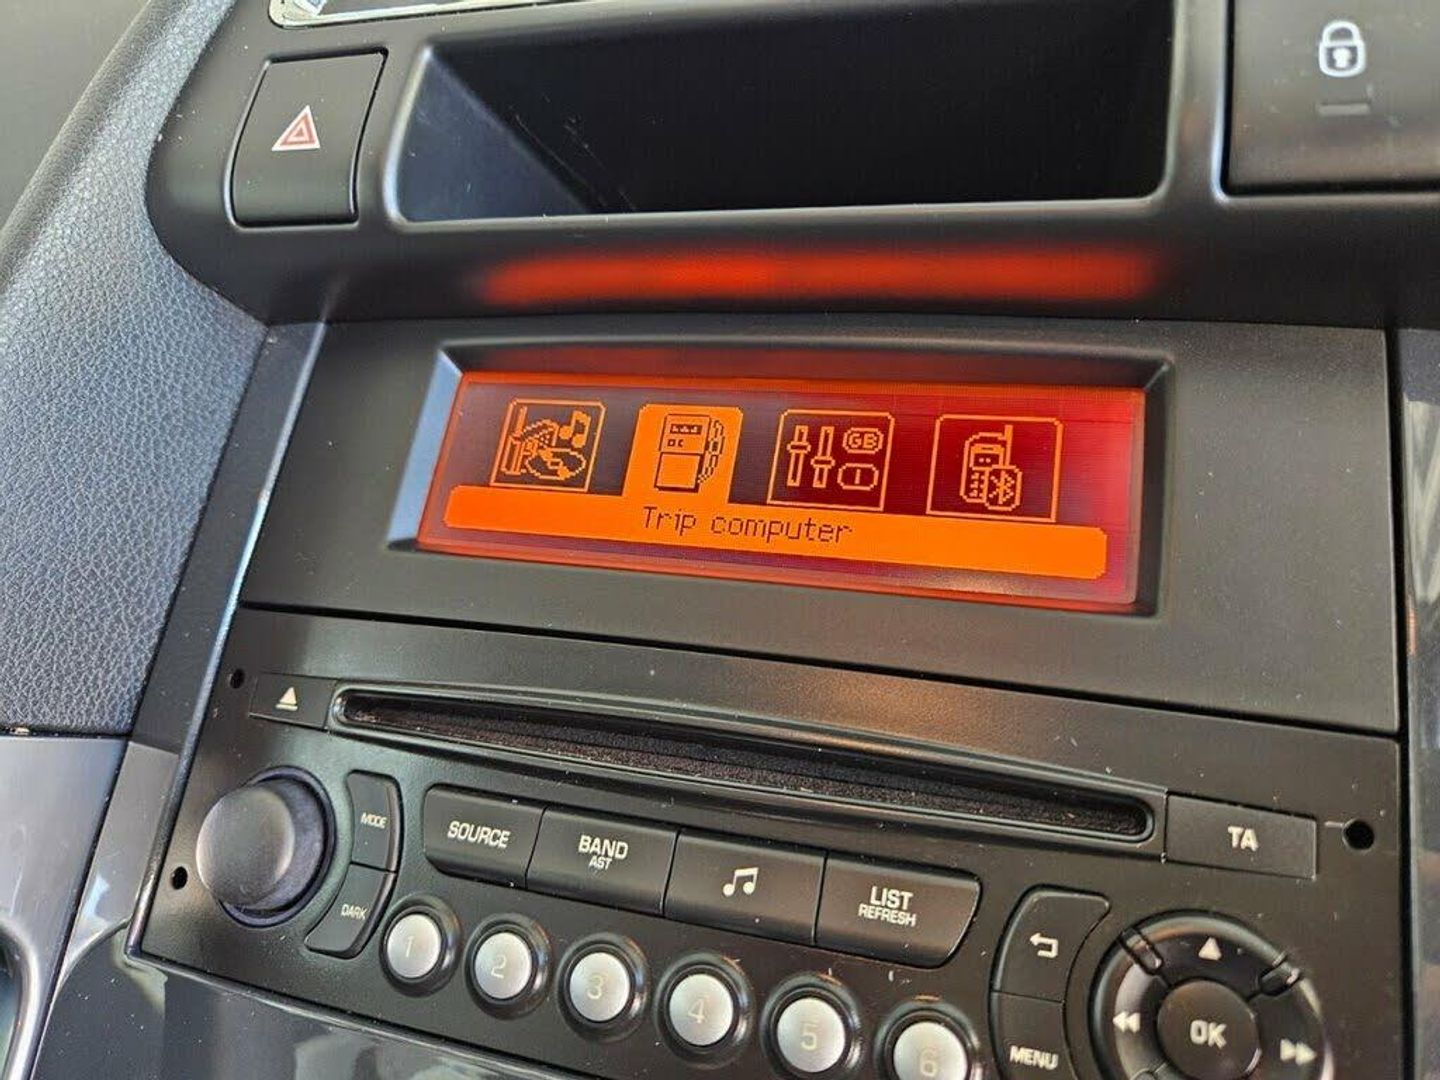 GB
Trip computer
TA
MODE
SOURCE
BAND
AST
LIST
REFRESH
DARK
1
2
3
4
5
6
MENU
OK